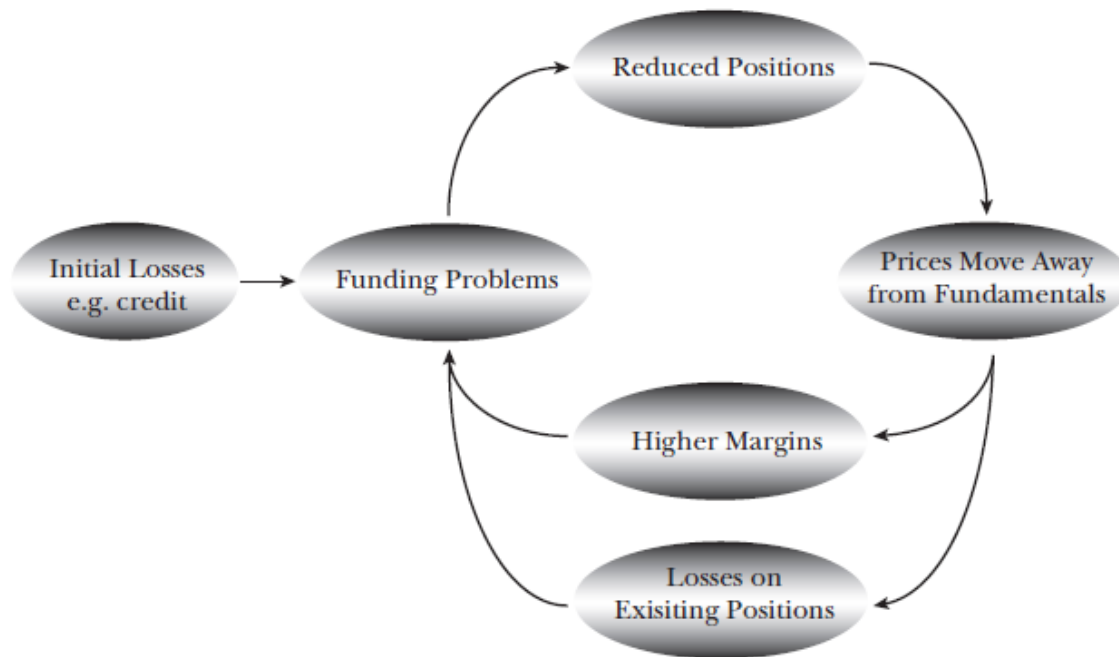 Reduced Positions
Initial Losses
e.g. credit
Funding Problems
Prices Move Away
from Fundamentals
Higher Margins
Losses on
Exisiting Positions